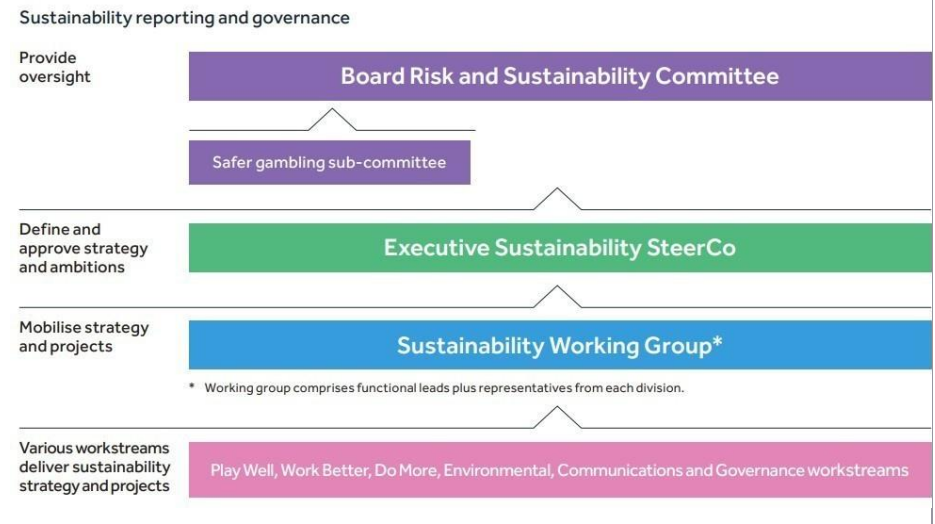 Sustainability reporting and governance
Provide
oversight
Board Risk and Sustainability Committee
Safer gambling sub-committee
Define and
approve strategy
and ambitions
Executive Sustainability SteerCo
Mobilise strategy
and projects
Sustainability Working Group*
* Working group comprises functional leads plus representatives from each division.
Various workstreams
deliver sustainability
strategy and projects
Play Well, Work Better, Do More, Environmental, Communications and Governance workstreams